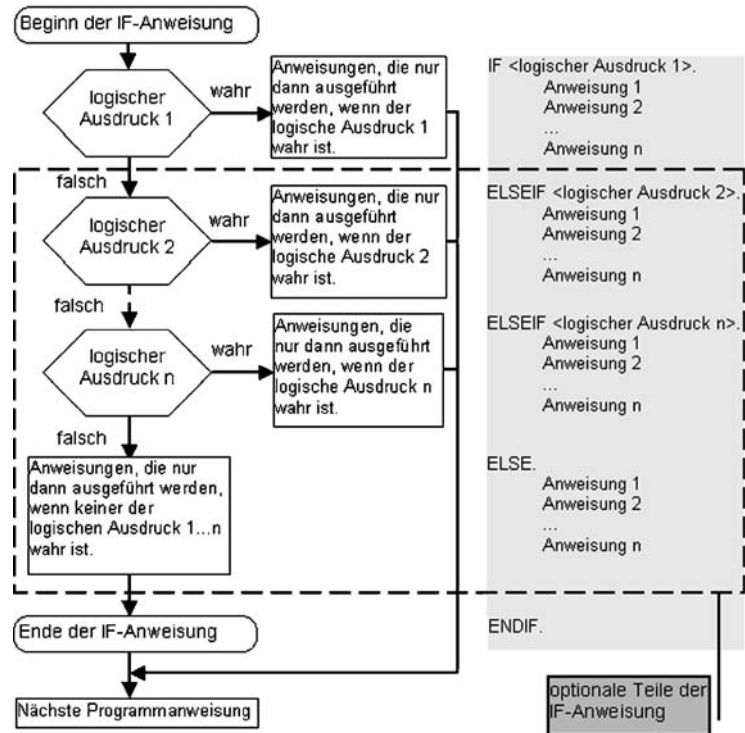 Beginn der IF-Anweisung
logischer
Ausdruck 1
wahr
Anweisungen, die nur
dann ausgeführt
werden, wenn der
logische Ausdruck 1
wahr ist.
falsch
logischer
Ausdruck 2
wahr
Anweisungen, die nur
dann ausgeführt
werden, wenn der
logische Ausdruck 2
wahr ist.
falsch
logischer
Ausdruck n
wahr
Anweisungen, die
nur dann ausgeführt
werden, wenn der
logische Ausdruck n
wahr ist.
falsch
Anweisungen, die nur
dann ausgeführt werden,
wenn keiner der
logischen Ausdruck 1...n
wahr ist.
Ende der IF-Anweisung
Nächste Programmanweisung
IF <logischer Ausdruck 1>.
Anweisung 1
Anweisung 2
...
Anweisung n
ELSEIF <logischer Ausdruck 2>.
Anweisung 1
Anweisung 2
...
Anweisung n
ELSEIF <logischer Ausdruck n>.
Anweisung 1
Anweisung 2
...
Anweisung n
ELSE.
Anweisung 1
Anweisung 2
...
Anweisung n
ENDIF.
optionale Teile der
IF-Anweisung